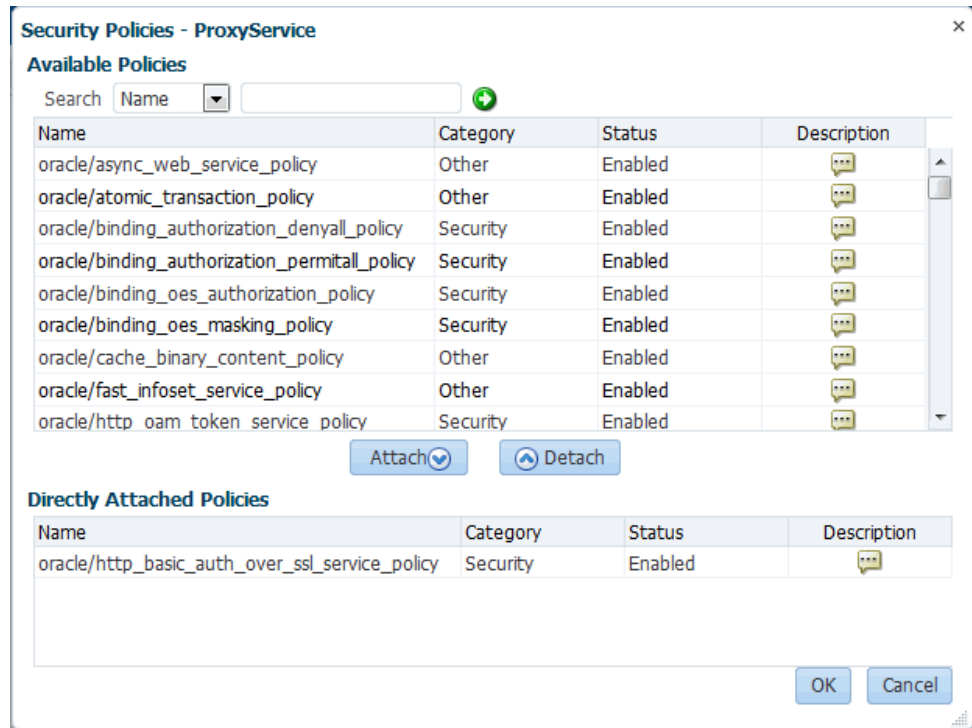 Security Policies - ProxyService
Available Policies
Search Name
Name Category Status Description
oracle/async_web_service_policy Other Enabled
oracle/atomic_transaction_policy Other Enabled
oracle/binding_authorization_denyall_policy Security Enabled
oracle/binding_authorization_permitall_policy Security Enabled
oracle/binding_oes_authorization_policy Security Enabled
oracle/binding_oes_masking_policy Security Enabled
oracle/cache_binary_content_policy Other Enabled
oracle/fast_infoset_service_policy Other Enabled
oracle/http_oam_token_service_policy Security Enabled
Attach Detach
Directly Attached Policies
Name Category Status Description
oracle/http_basic_auth_over_ssl_service_policy Security Enabled
OK Cancel